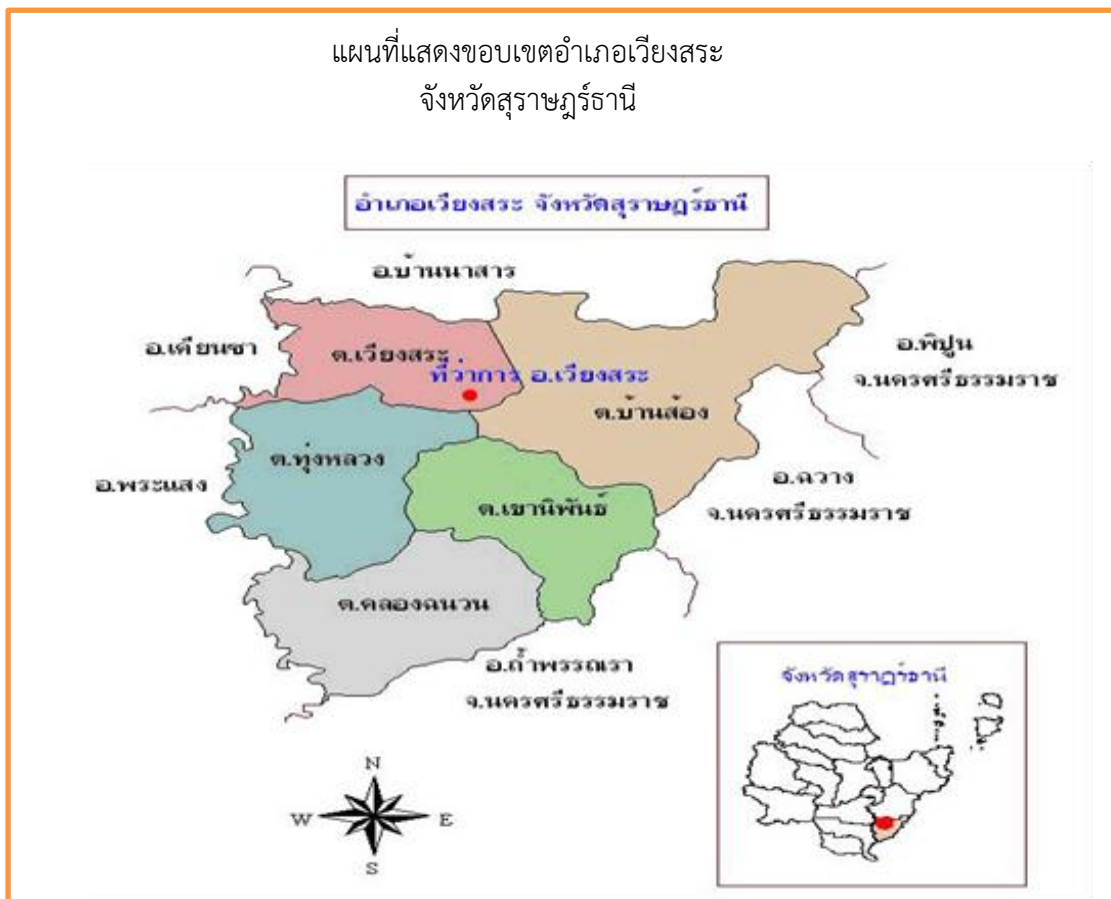 แผนที่แสดงขอบเขตอำเภอเวียงสระ
จังหวัดสุราษฎร์ธานี
อำเภอเวียงสระ จังหวัดสุราษฎร์ธานี
อ.บ้านนาสาร
อ.เคียนซา
ต.เวียงสระ
ที่ว่าการ อ.เวียงสระ
อ.พิปูน
จ.นครศรีธรรมราช
ต.บ้านส้อง
ต.ทุ่งหลวง
อ.พระแสง
อ.ฉวาง
จ.นครศรีธรรมราช
ต.เขานิพันธ์
ต.คลองฉนวน
อ.ถ้ำพรรณรา
จ.นครศรีธรรมราช
จังหวัดสุราฎร์ธานี
N
W
E
S